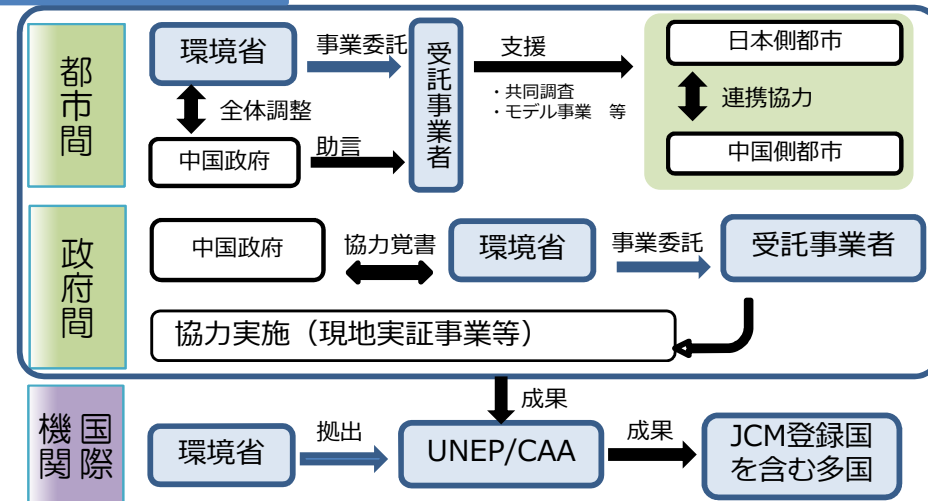 都市間
環境省
事業委託
受託事業者
支援
・共同調査
・モデル事業　等
日本側都市
連携協力
中国側都市
全体調整
中国政府
助言
政府間
中国政府
協力覚書
環境省
事業委託
受託事業者
協力実施（現地実証事業等）
成果
国際
機関
環境省
拠出
UNEP/CAA
成果
JCM登録国
を含む多国